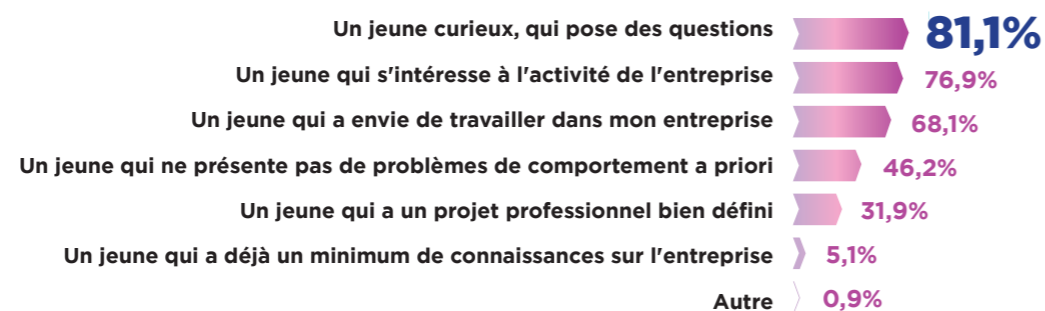 Un jeune curieux, qui pose des questions 81,1%
Un jeune qui s'intéresse à l'activité de l'entreprise 76,9%
Un jeune qui a envie de travailler dans mon entreprise 68,1%
Un jeune qui ne présente pas de problèmes de comportement a priori 46,2%
Un jeune qui a un projet professionnel bien défini 31,9%
Un jeune qui a déjà un minimum de connaissances sur l'entreprise 5,1%
Autre 0,9%